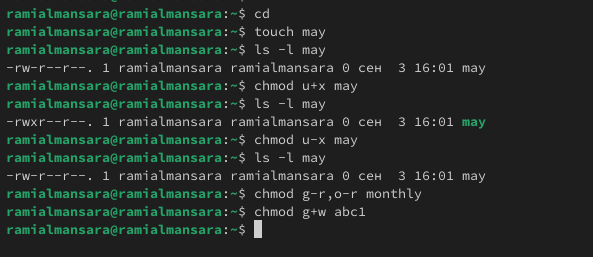 ramialmansara@ramialmansara:~$ cd
ramialmansara@ramialmansara:~$ touch may
ramialmansara@ramialmansara:~$ ls -l may
-rw-r--r--. 1 ramialmansara ramialmansara 0 сен  3 16:01 may
ramialmansara@ramialmansara:~$ chmod u+x may
ramialmansara@ramialmansara:~$ ls -l may
-rwxr--r--. 1 ramialmansara ramialmansara 0 сен  3 16:01 may
ramialmansara@ramialmansara:~$ chmod u-x may
ramialmansara@ramialmansara:~$ ls -l may
-rw-r--r--. 1 ramialmansara ramialmansara 0 сен  3 16:01 may
ramialmansara@ramialmansara:~$ chmod g-r,o-r monthly
ramialmansara@ramialmansara:~$ chmod g+w abc1
ramialmansara@ramialmansara:~$